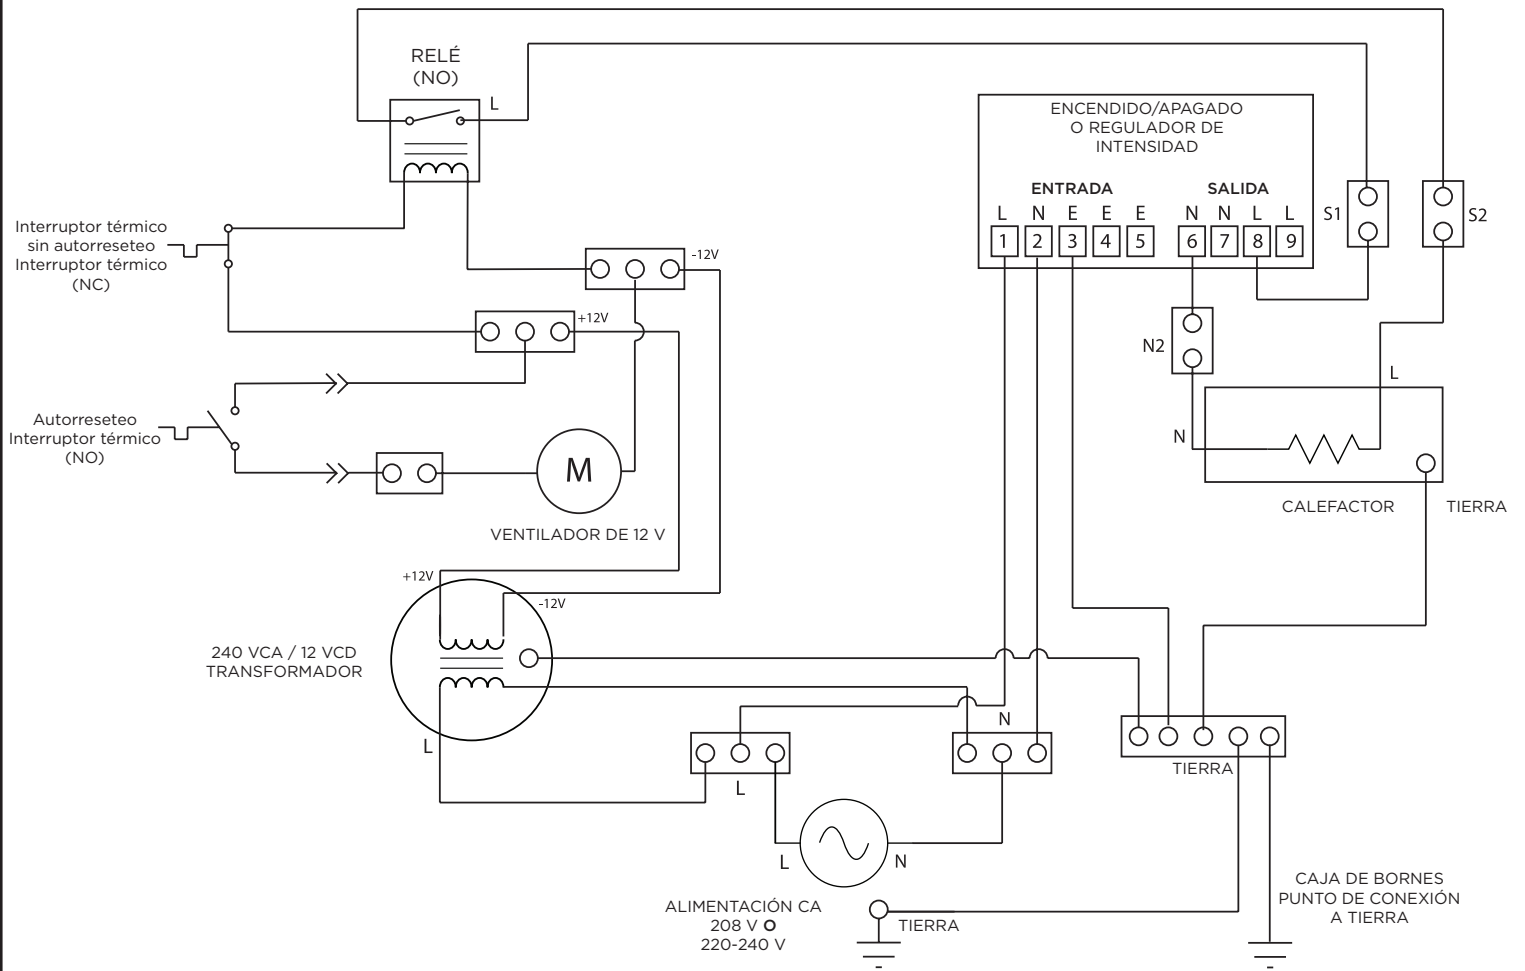 RELÉ
(NO)
L
ENCENDIDO/APAGADO
O REGULADOR DE
INTENSIDAD
ENTRADA
SALIDA
L N E E E
N N L L
1 2 3 4 5
6 7 8 9
S1
S2
Interruptor térmico
sin autorreseteo
Interruptor térmico
(NC)
-12V
+12V
N2
L
N
Autorreseteo
Interruptor térmico
(NO)
M
VENTILADOR DE 12 V
CALEFACTOR
TIERRA
+12V
-12V
240 VCA / 12 VCD
TRANSFORMADOR
L
N
L
TIERRA
L
N
ALIMENTACIÓN CA
208 V O
220-240 V
TIERRA
CAJA DE BORNES
PUNTO DE CONEXIÓN
A TIERRA